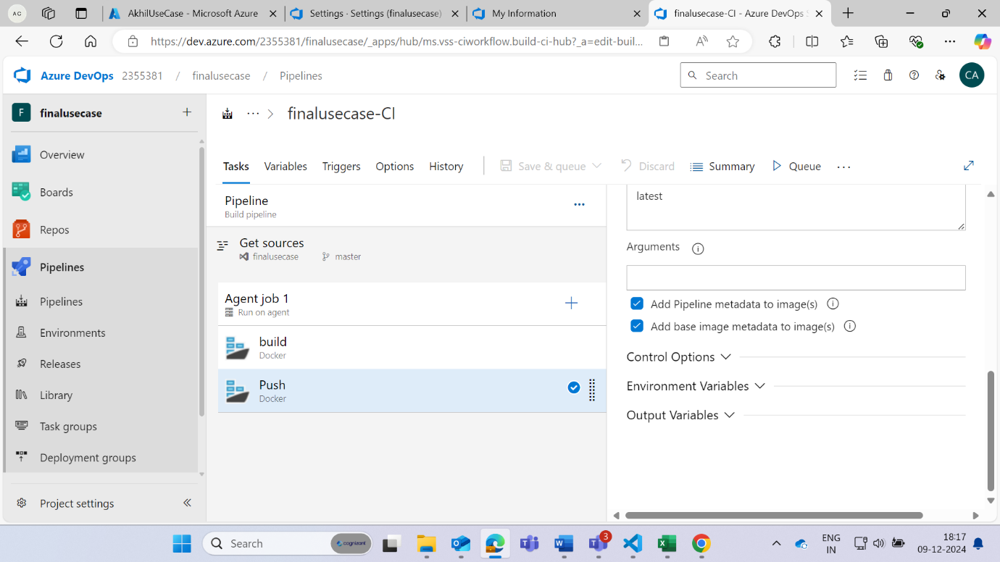 AC
AkhilUseCase - Microsoft Azure
Settings · Settings (finalusecase)
My Information
finalusecase-CI - Azure DevOps S
https://dev.azure.com/2355381/finalusecase/_apps/hub/ms.vss-ciworkflow.build-ci-hub?_a=edit-buil...
Azure DevOps 2355381 / finalusecase / Pipelines
Search
CA
F finalusecase
Overview
Boards
Repos
Pipelines
Pipelines
Environments
Releases
Library
Task groups
Deployment groups
Project settings
finalusecase-CI
Tasks Variables Triggers Options History Save & queue Discard Summary Queue
Pipeline
Build pipeline
Get sources
finalusecase master
Agent job 1
Run on agent
build
Docker
Push
Docker
latest
Arguments
Add Pipeline metadata to image(s)
Add base image metadata to image(s)
Control Options
Environment Variables
Output Variables
Search cognizant
3
ENG
IN
18:17
09-12-2024